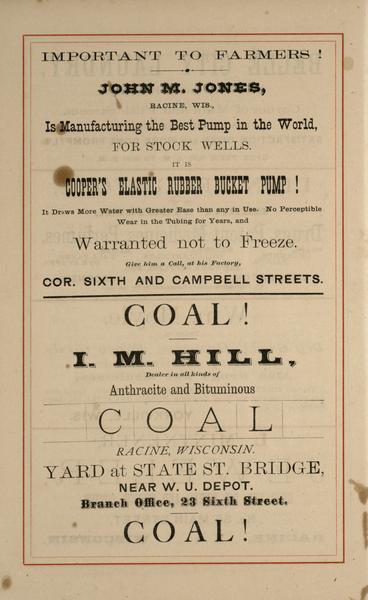 IMPORTANT TO FARMERS!
JOHN M. JONES,
RACINE, WIS.,
Is Manufacturing the Best Pump in the World,
FOR STOCK WELLS.
IT IS
COOPER'S ELASTIC RUBBER BUCKET PUMP!
It Draws More Water with Greater Ease than any in Use. No Perceptible
Wear in the Tubing for Years, and
Warranted not to Freeze.
Give him a Call, at his Factory,
COR. SIXTH AND CAMPBELL STREETS.
COAL!
I. M. HILL,
Dealer in all kinds of
Anthracite and Bituminous
COAL
RACINE, WISCONSIN.
YARD at STATE ST. BRIDGE,
NEAR W. U. DEPOT.
Branch Office, 23 Sixth Street.
COAL!